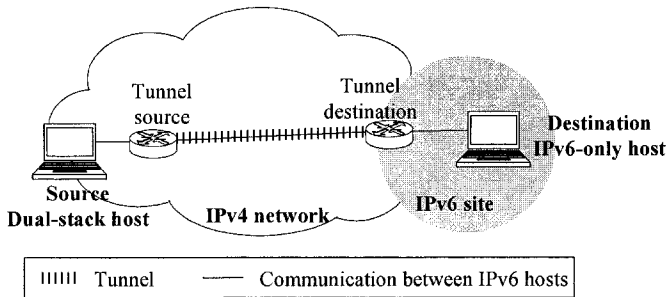 Tunnel
source
Tunnel
destination
Destination
IPv6-only host
Source
Dual-stack host
IPv4 network
IPv6 site
Tunnel
Communication between IPv6 hosts